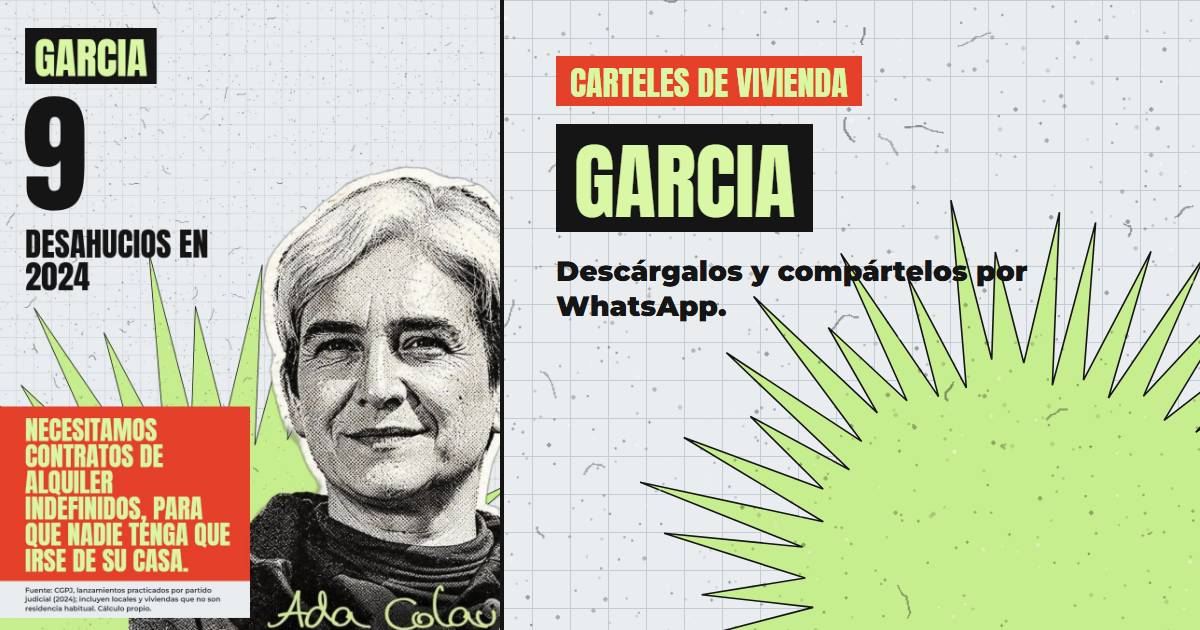 GARCIA
9
DESAHUCIOS EN
2024
NECESITAMOS
CONTRATOS DE
ALQUILER
INDEFINIDOS, PARA
QUE NADIE TENGA QUE
IRSE DE SU CASA.
Fuente: CGPJ, lanzamientos practicados por partido
judicial (2024); incluyen locales y viviendas que no son
residencia habitual. Cálculo propio.
Ada Colau
CARTELES DE VIVIENDA
GARCIA
Descárgalos y compártelos por
WhatsApp.